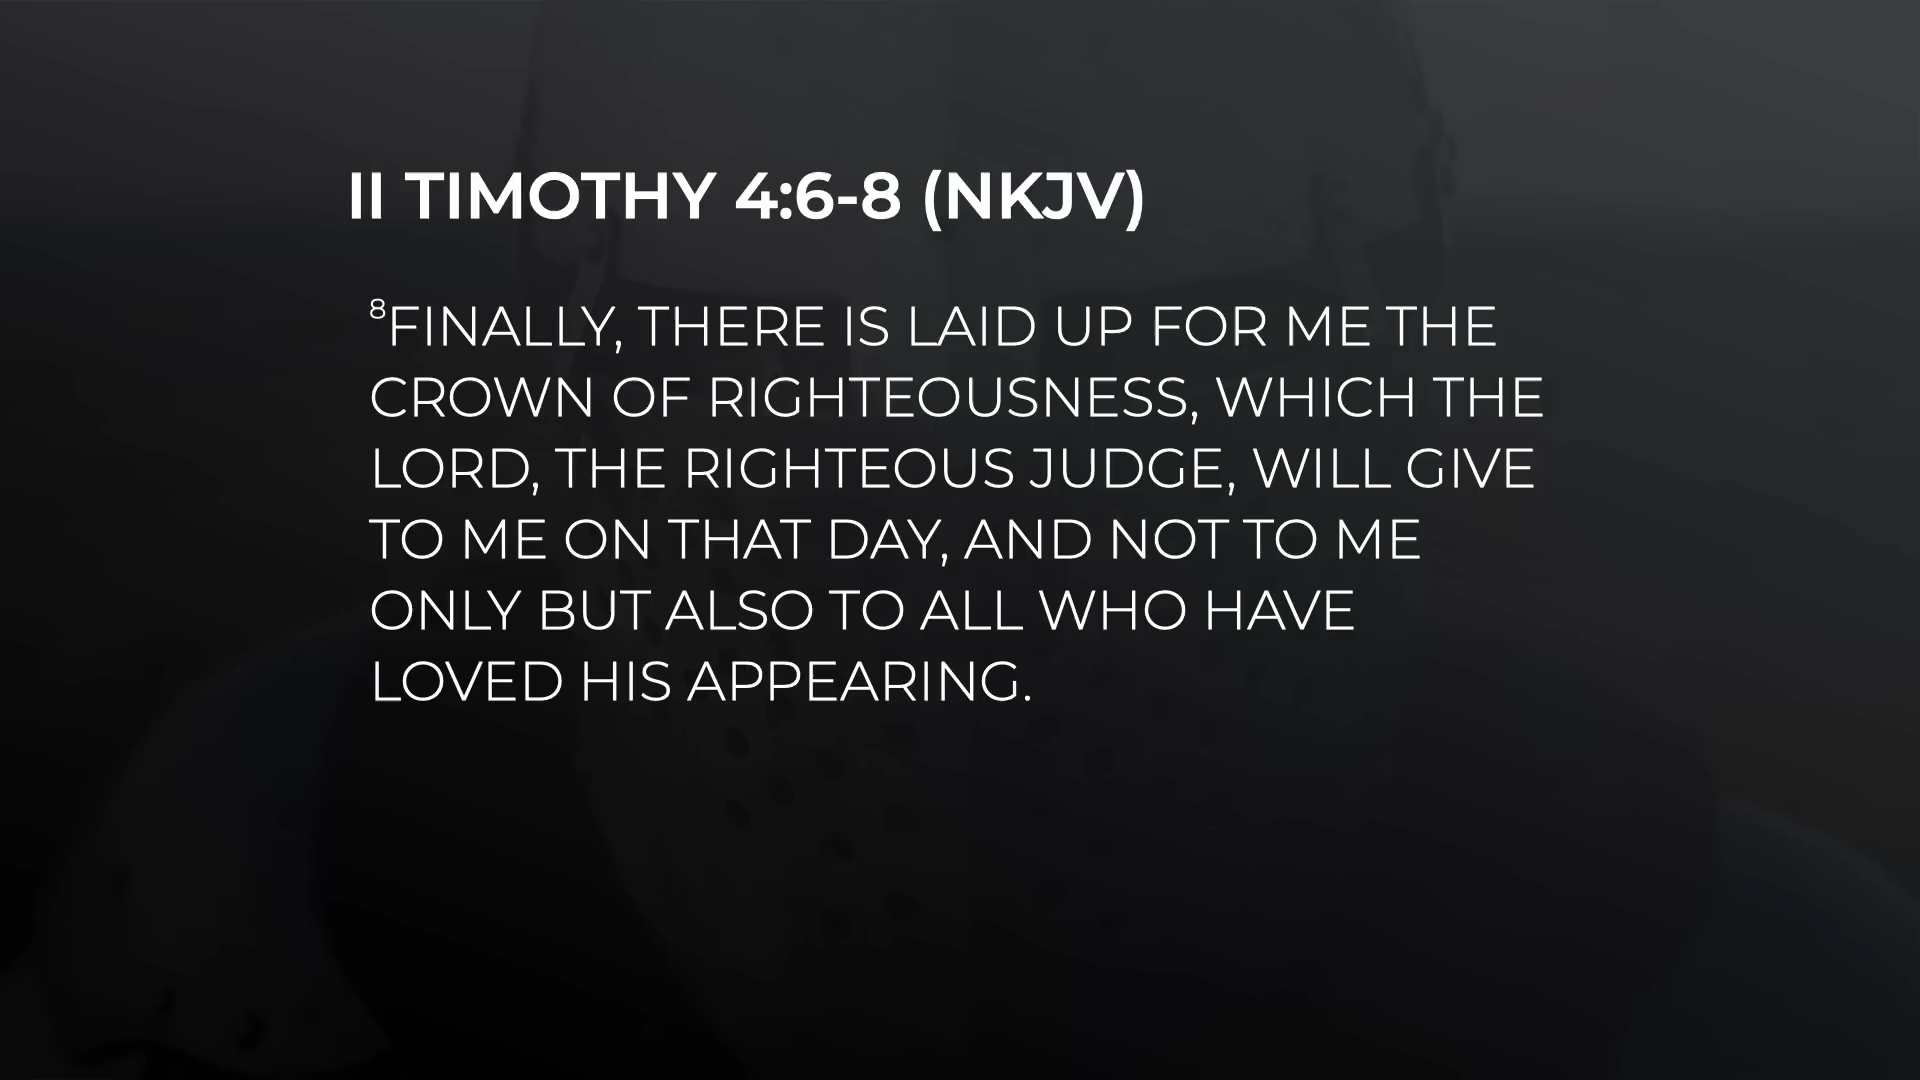 II TIMOTHY 4:6-8 (NKJV)
⁸FINALLY, THERE IS LAID UP FOR ME THE
CROWN OF RIGHTEOUSNESS, WHICH THE
LORD, THE RIGHTEOUS JUDGE, WILL GIVE
TO ME ON THAT DAY, AND NOT TO ME
ONLY BUT ALSO TO ALL WHO HAVE
LOVED HIS APPEARING.